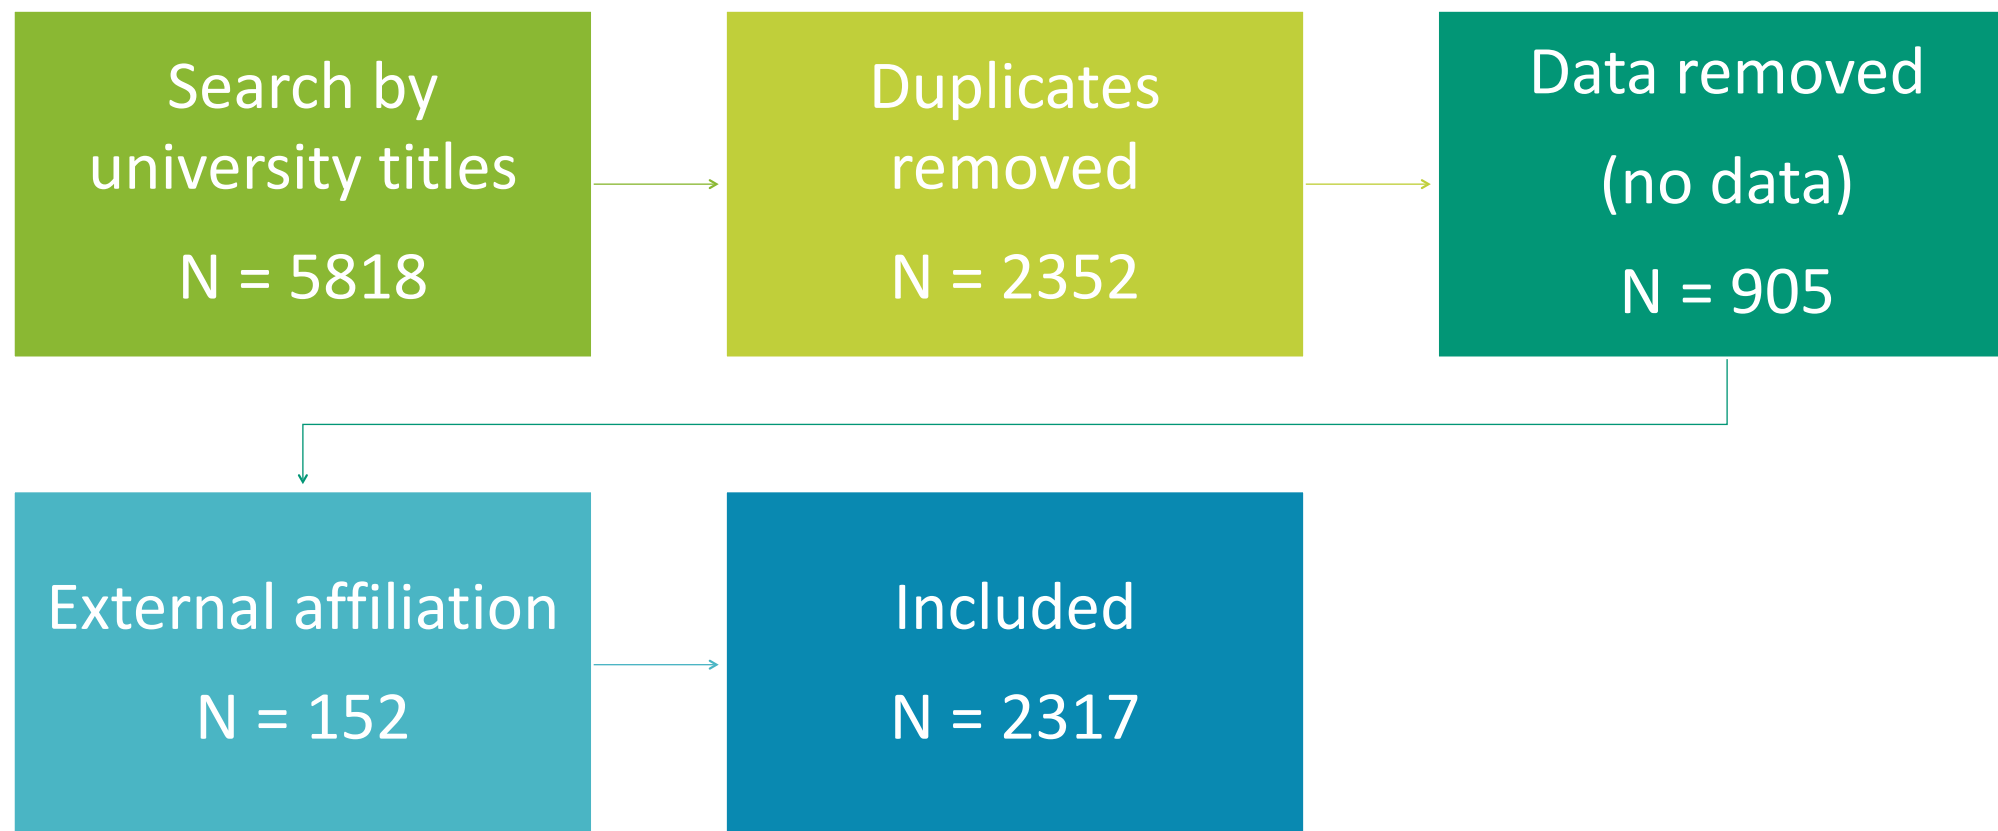 Search by
university titles
N = 5818
Duplicates
removed
N = 2352
Data removed
(no data)
N = 905
External affiliation
N = 152
Included
N = 2317